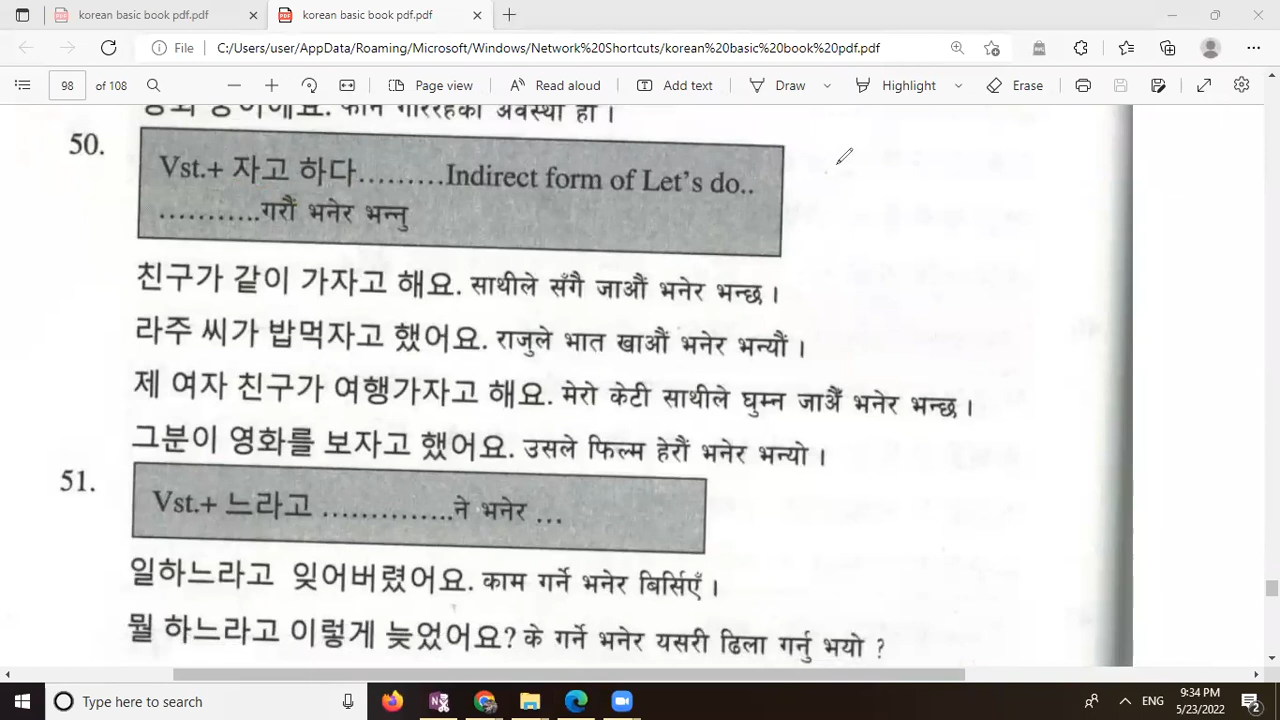 korean basic book pdf.pdf
korean basic book pdf.pdf
File C:/Users/user/AppData/Roaming/Microsoft/Windows/Network%20Shortcuts/korean%20basic%20book%20pdf.pdf
98 of 108 Page view Read aloud Add text Draw Highlight Erase
फोन गरिरहेको अवस्था हो ।
50.
Vst.+ 자고 하다.........Indirect form of Let's do..
...........गरौं भनेर भन्नु
친구가 같이 가자고 해요. साथीले सँगै जाऔं भनेर भन्छ ।
라주 씨가 밥먹자고 했어요. राजुले भात खाऔं भनेर भन्यौं ।
제 여자 친구가 여행가자고 해요. मेरो केटी साथीले घुम्न जाऔँ भनेर भन्छ ।
그분이 영화를 보자고 했어요. उसले फिल्म हेरौं भनेर भन्यो ।
51.
Vst.+ 느라고 ..............ने भनेर ...
일하느라고 잊어버렸어요. काम गर्ने भनेर बिर्सिएँ ।
뭘 하느라고 이렇게 늦었어요? के गर्ने भनेर यसरी ढिला गर्नु भयो ?
Type here to search
ENG
9:34 PM
5/23/2022
2